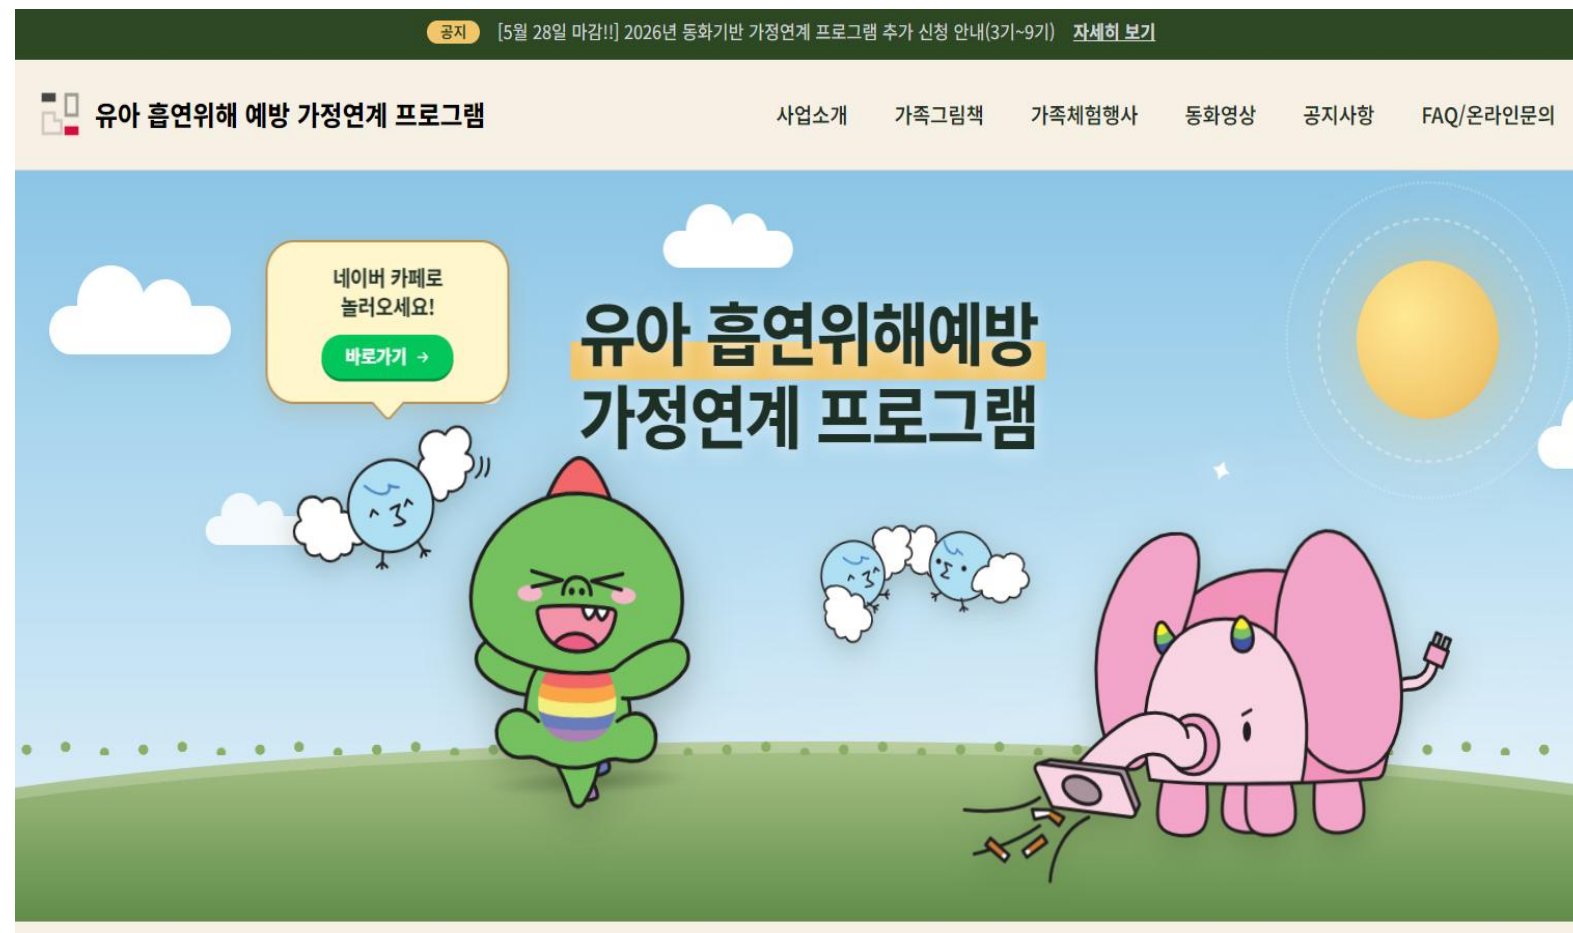 공지 [5월 28일 마감!!] 2026년 동화기반 가정연계 프로그램 추가 신청 안내(3기~9기) 자세히 보기
유아 흡연위해 예방 가정연계 프로그램
사업소개 가족그림책 가족체험행사 동화영상 공지사항 FAQ/온라인문의
네이버 카페로
놀러오세요!
바로가기 →
유아 흡연위해예방
가정연계 프로그램